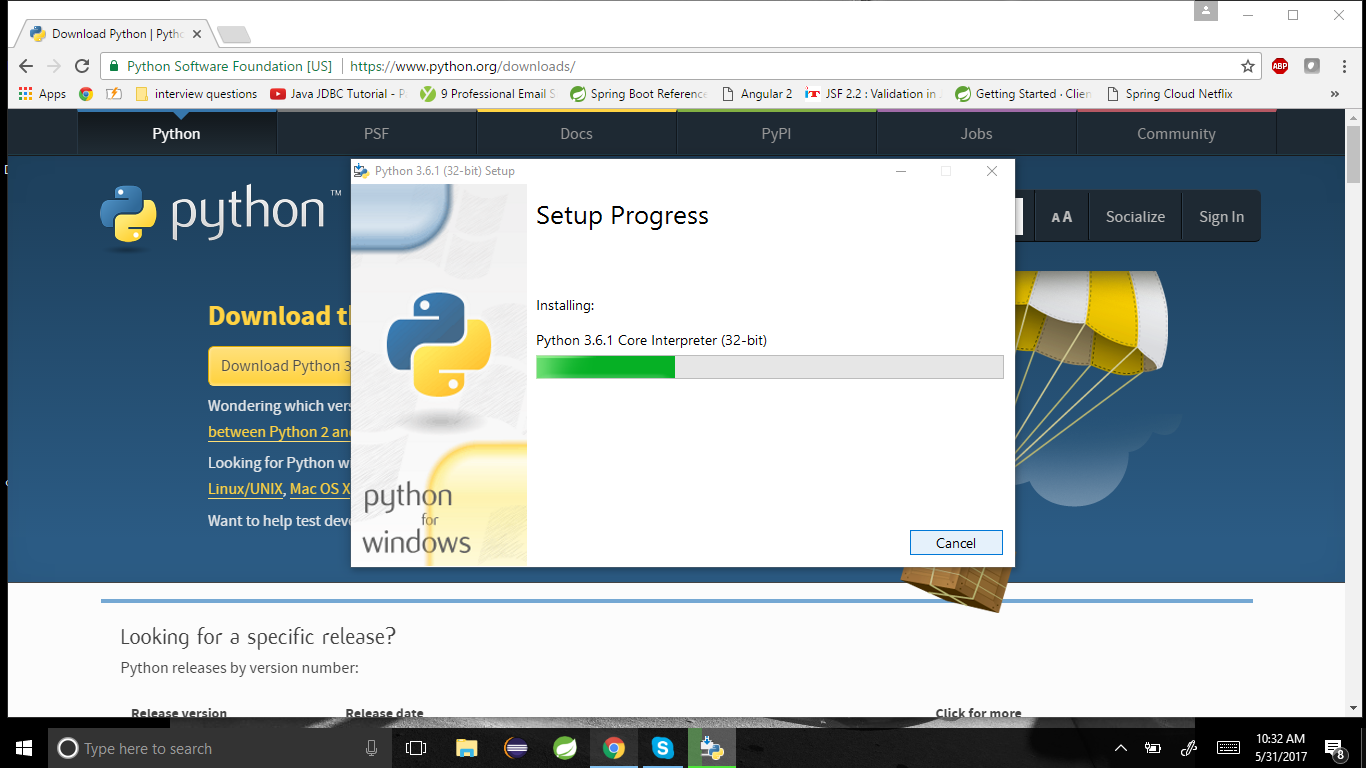 Download Python | Pytho
Python Software Foundation [US] https://www.python.org/downloads/
ABP
Apps interview questions Java JDBC Tutorial - P 9 Professional Email S Spring Boot Reference Angular 2 JSF 2.2 : Validation in Getting Started · Clien Spring Cloud Netflix »
Python PSF Docs PyPI Jobs Community
Python 3.6.1 (32-bit) Setup
python™
AA Socialize Sign In
Setup Progress
Installing:
Python 3.6.1 Core Interpreter (32-bit)
Cancel
python
for
windows
Download th
Download Python 3
Wondering which vers
between Python 2 and
Looking for Python wi
Linux/UNIX, Mac OS X
Want to help test deve
Looking for a specific release?
Python releases by version number:
Release version Release date Click for more
Type here to search
10:32 AM
5/31/2017
8